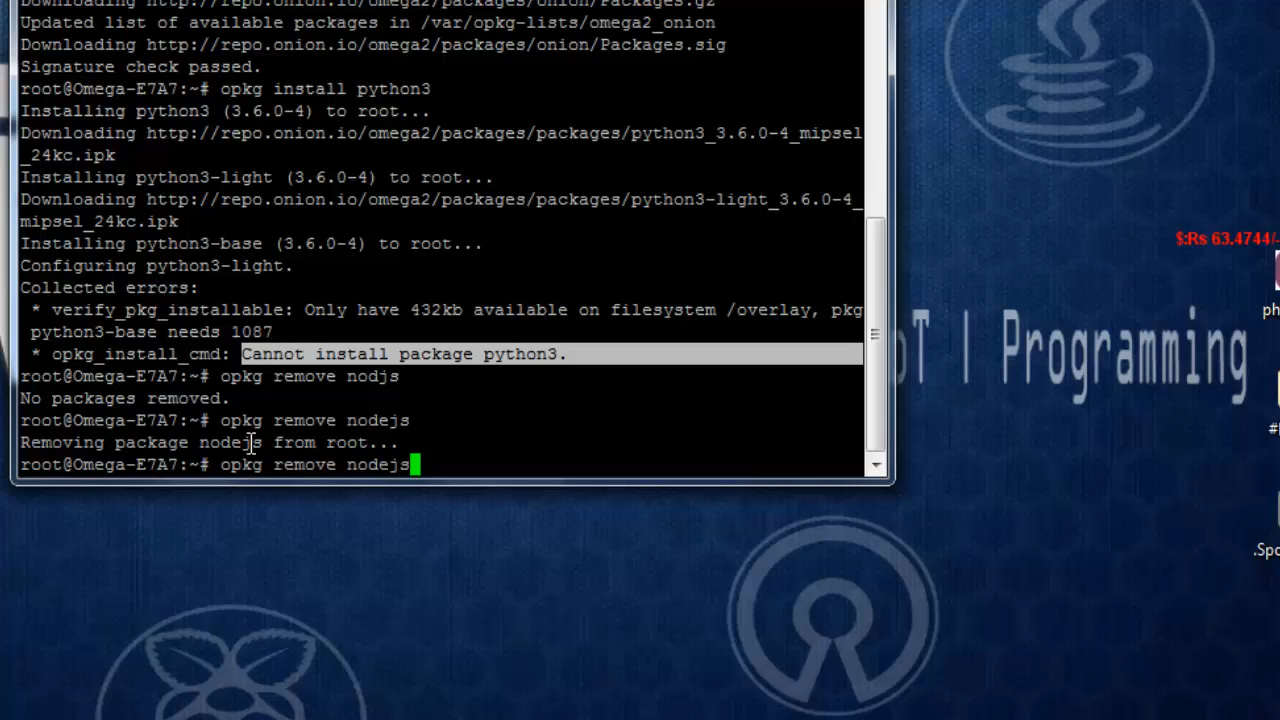 Downloading http://repo.onion.io/omega2/packages/onion/Packages.gz
Updated list of available packages in /var/opkg-lists/omega2_onion
Downloading http://repo.onion.io/omega2/packages/onion/Packages.sig
Signature check passed.
root@Omega-E7A7:~# opkg install python3
Installing python3 (3.6.0-4) to root...
Downloading http://repo.onion.io/omega2/packages/packages/python3_3.6.0-4_mipsel
_24kc.ipk
Installing python3-light (3.6.0-4) to root...
Downloading http://repo.onion.io/omega2/packages/packages/python3-light_3.6.0-4_
mipsel_24kc.ipk
Installing python3-base (3.6.0-4) to root...
Configuring python3-light.
Collected errors:
* verify_pkg_installable: Only have 432kb available on filesystem /overlay, pkg
python3-base needs 1087
* opkg_install_cmd: Cannot install package python3.
root@Omega-E7A7:~# opkg remove nodjs
No packages removed.
root@Omega-E7A7:~# opkg remove nodejs
Removing package nodejs from root...
root@Omega-E7A7:~# opkg remove nodejs
$:Rs 63.4744/-
ph
oT | Programming
#
.Spo